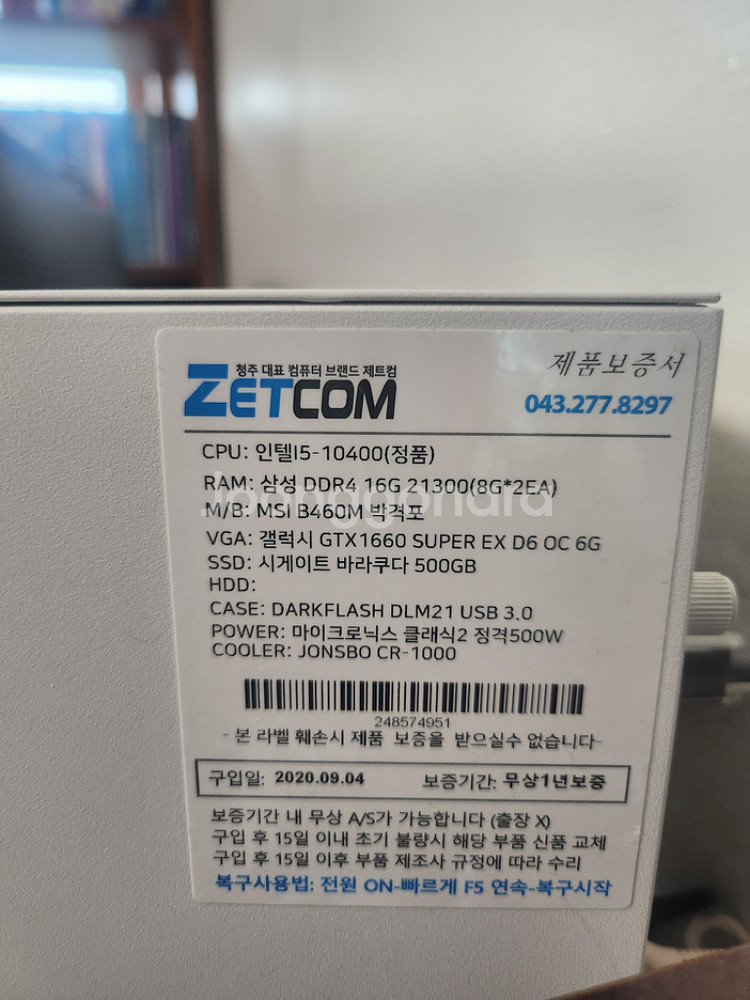 청주 대표 컴퓨터 브랜드 제트컴
ZETCOM
제품보증서
043.277.8297
CPU: 인텔I5-10400(정품)
RAM: 삼성 DDR4 16G 21300(8G*2EA)
joonggonara
M/B: MSI B460M 박격포
VGA: 갤럭시 GTX1660 SUPER EX D6 OC 6G
SSD: 시게이트 바라쿠다 500GB
HDD:
CASE: DARKFLASH DLM21 USB 3.0
POWER: 마이크로닉스 클래식2 정격500W
COOLER: JONSBO CR-1000
248574951
- 본 라벨 훼손시 제품 보증을 받으실수 없습니다-
구입일: 2020.09.04 보증기간: 무상1년보증
보증기간 내 무상 A/S가 가능합니다 (출장 X)
구입 후 15일 이내 초기 불량시 해당 부품 신품 교체
구입 후 15일 이후 부품 제조사 규정에 따라 수리
복구사용법: 전원 ON-빠르게 F5 연속-복구시작